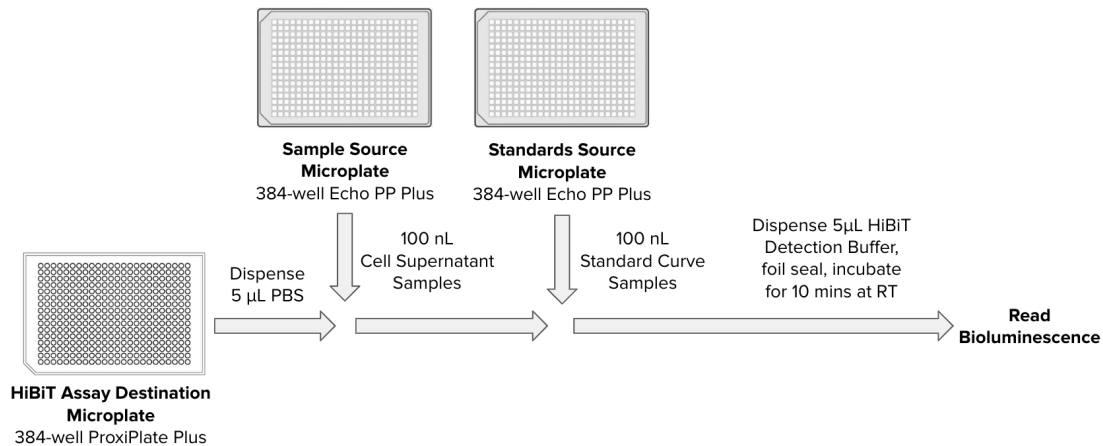 Sample Source
Microplate
384-well Echo PP Plus
Standards Source
Microplate
384-well Echo PP Plus
Dispense
5 µL PBS
100 nL
Cell Supernatant
Samples
100 nL
Standard Curve
Samples
Dispense 5µL HiBiT
Detection Buffer,
foil seal, incubate
for 10 mins at RT
Read
Bioluminescence
HiBiT Assay Destination
Microplate
384-well ProxiPlate Plus